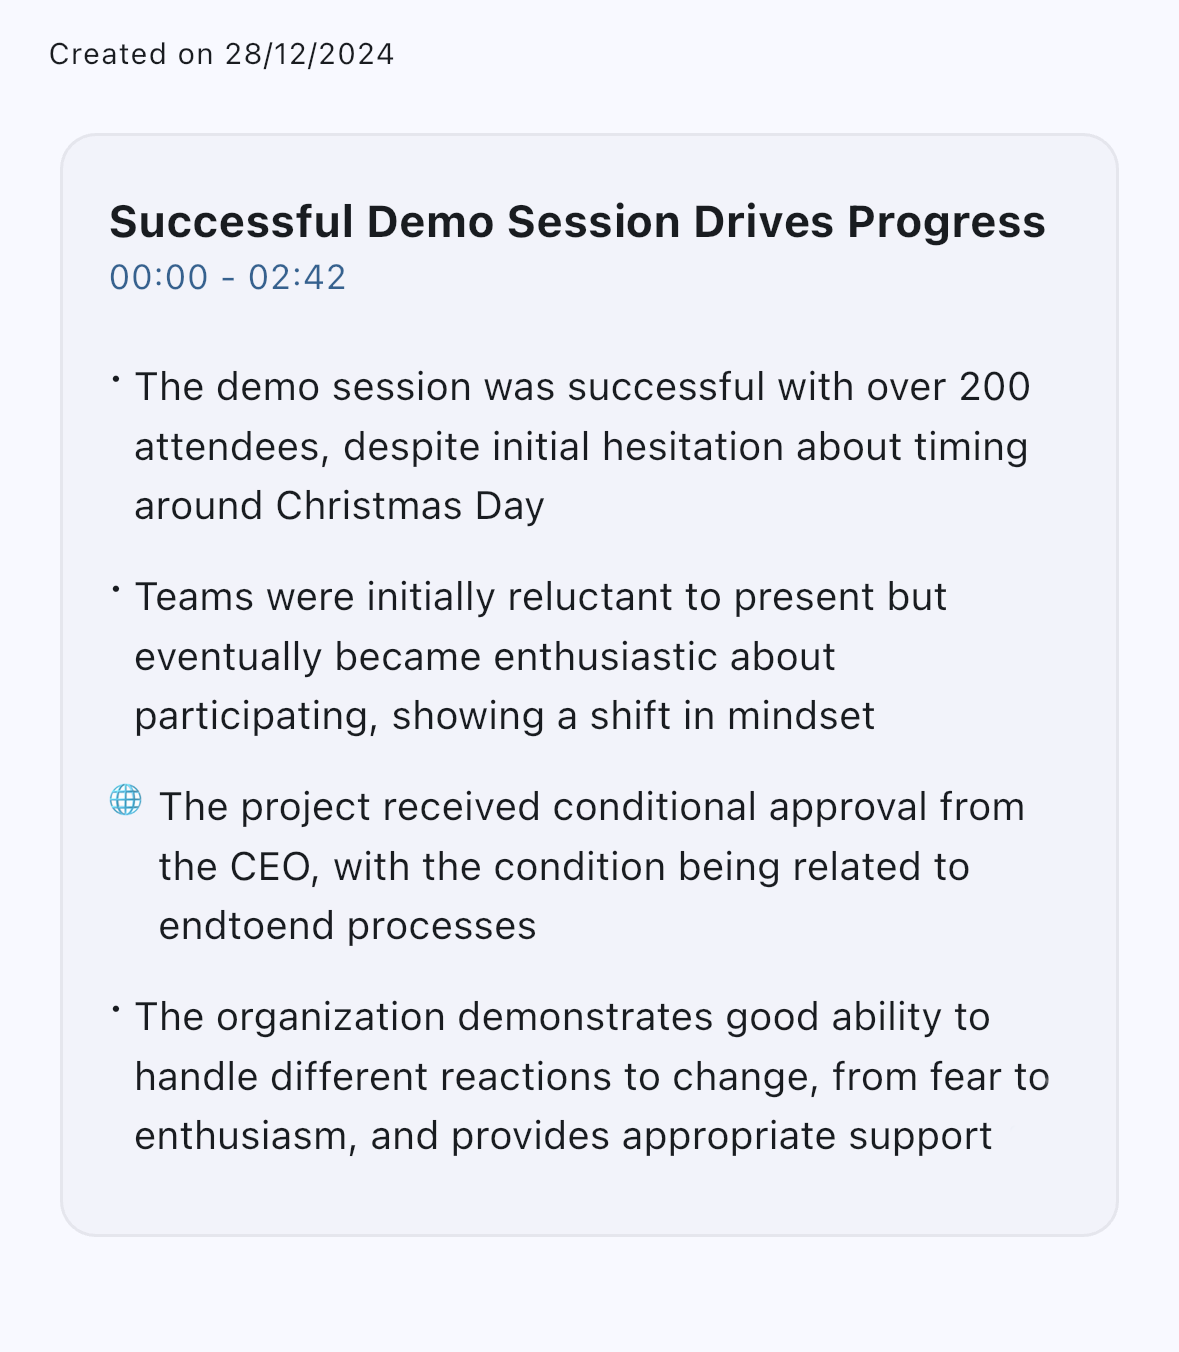 Created on 28/12/2024
Successful Demo Session Drives Progress
00:00 - 02:42
· The demo session was successful with over 200
attendees, despite initial hesitation about timing
around Christmas Day
· Teams were initially reluctant to present but
eventually became enthusiastic about
participating, showing a shift in mindset
🌐 The project received conditional approval from
the CEO, with the condition being related to
endtoend processes
· The organization demonstrates good ability to
handle different reactions to change, from fear to
enthusiasm, and provides appropriate support